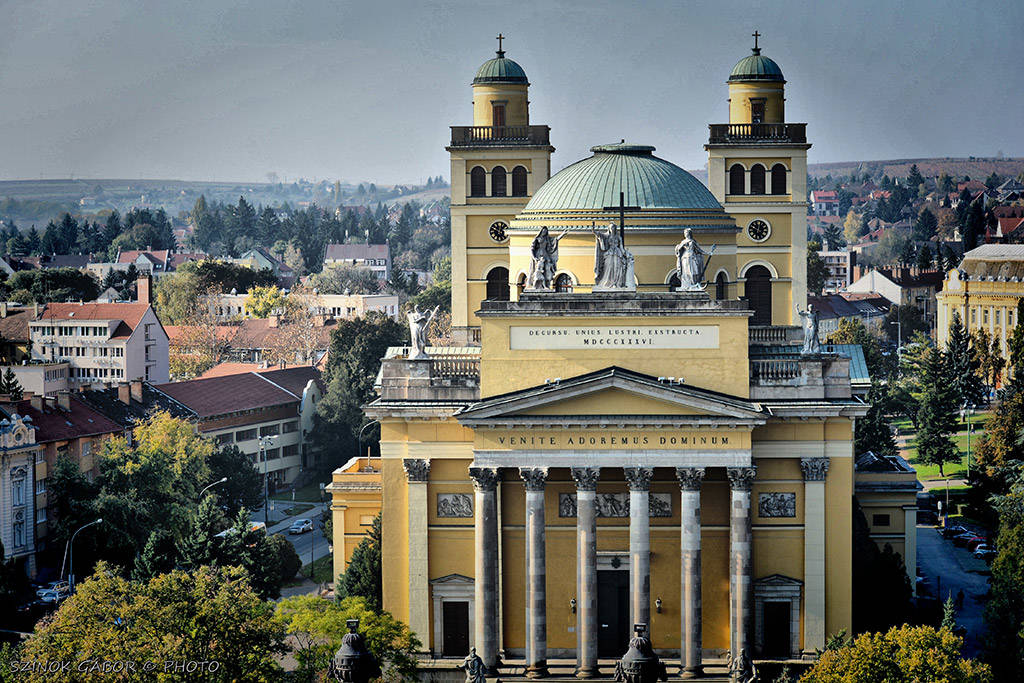 DECURSU. UNIUS. LUSTRI. EXSTRUCTA.
MDCCCXXXVI.
VENITE ADOREMUS DOMINUM.
SZINOK GÁBOR © PHOTO